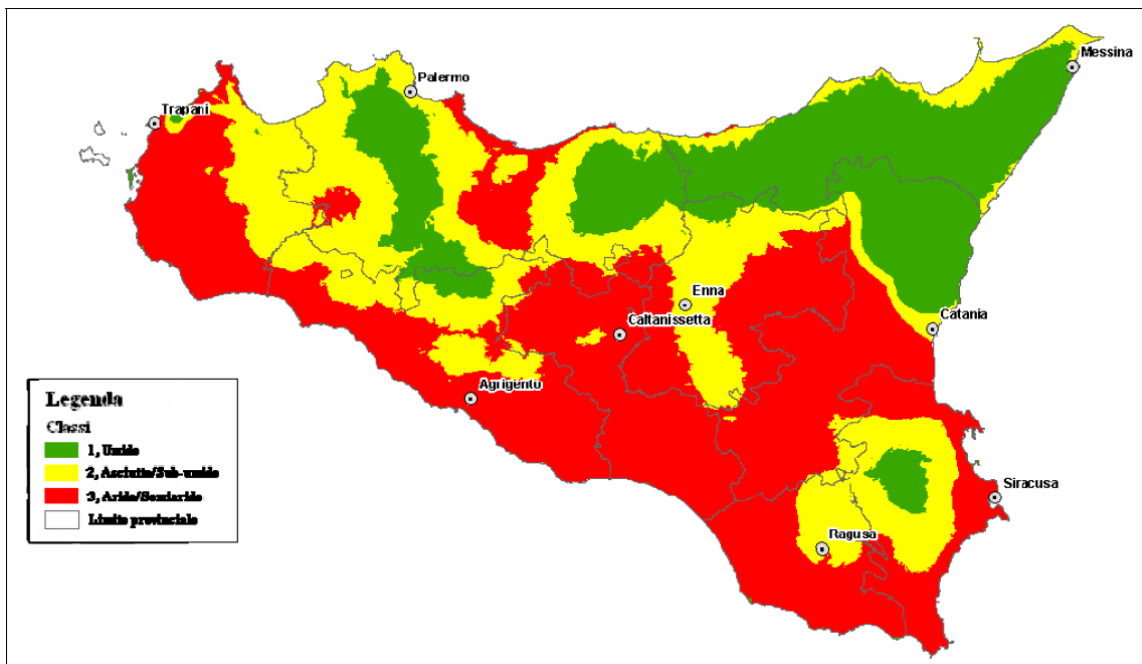 Messina
Palermo
Trapani
Enna
Caltanissetta
Catania
Agrigento
Siracusa
Ragusa
Legenda
Classi
1, Umido
2, Asciutto/Sub-umido
3, Arido/Semiarido
Limite provinciale